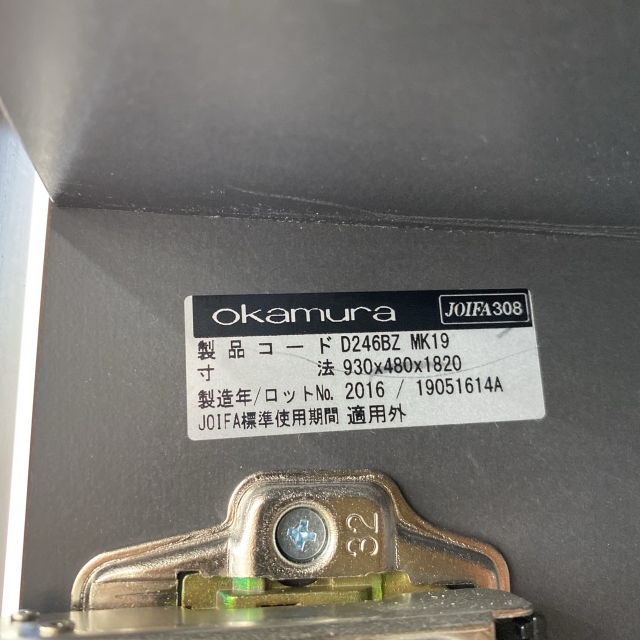 okamura JOIFA308
製品コード D246BZ MK19
寸法 930x480x1820
製造年/ロットNo. 2016 / 19051614A
JOIFA標準使用期間 適用外
32